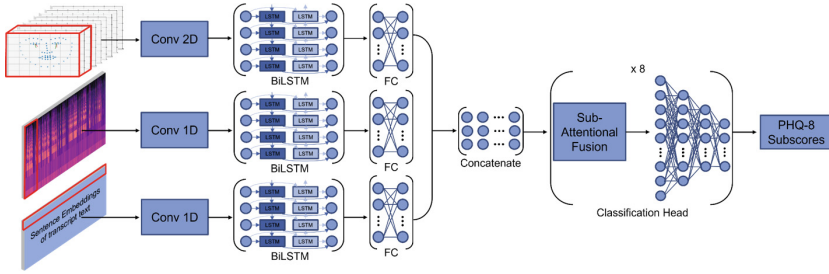 Conv 2D
LSTM LSTM
LSTM LSTM
LSTM LSTM
LSTM LSTM
BiLSTM
FC
Conv 1D
LSTM LSTM
LSTM LSTM
LSTM LSTM
LSTM LSTM
BiLSTM
FC
Sentence Embeddings
of transcript text
Conv 1D
LSTM LSTM
LSTM LSTM
LSTM LSTM
LSTM LSTM
BiLSTM
FC
Concatenate
x 8
Sub-
Attentional
Fusion
Classification Head
PHQ-8
Subscores